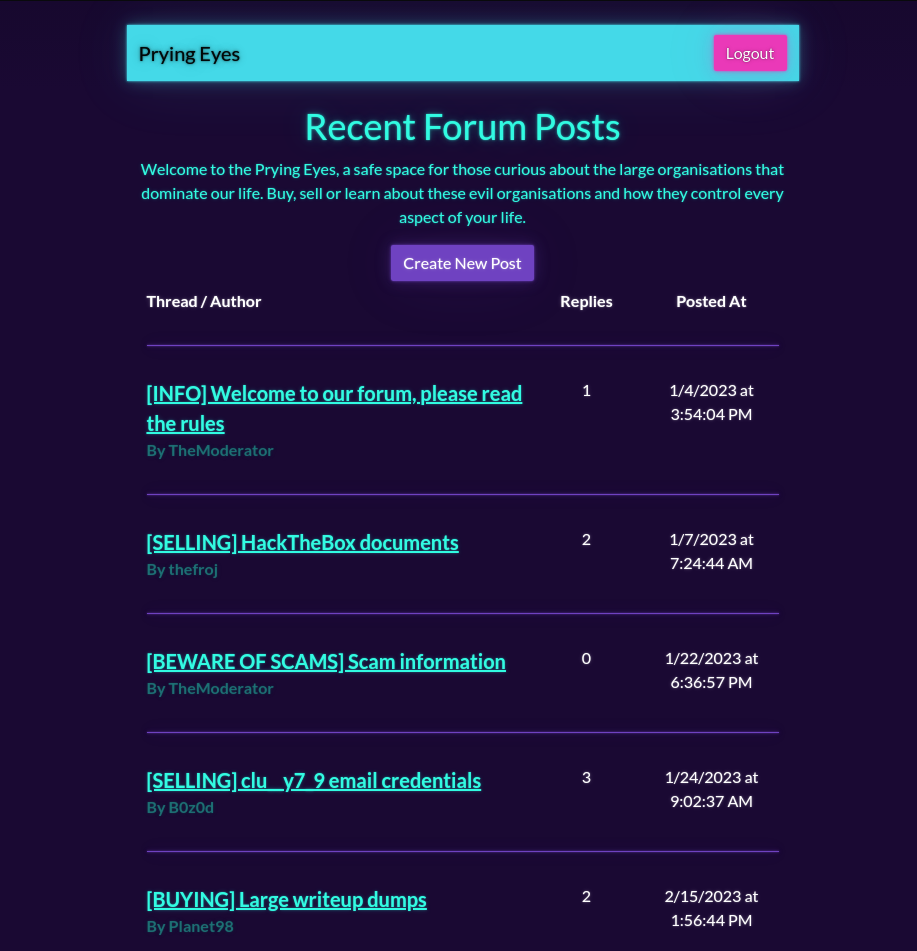 Prying Eyes
Logout
Recent Forum Posts
Welcome to the Prying Eyes, a safe space for those curious about the large organisations that
dominate our life. Buy, sell or learn about these evil organisations and how they control every
aspect of your life.
Create New Post
Thread / Author Replies Posted At
[INFO] Welcome to our forum, please read 1 1/4/2023 at
the rules 3:54:04 PM
By TheModerator
[SELLING] HackTheBox documents 2 1/7/2023 at
By thefroj 7:24:44 AM
[BEWARE OF SCAMS] Scam information 0 1/22/2023 at
By TheModerator 6:36:57 PM
[SELLING] clu__y7_9 email credentials 3 1/24/2023 at
By B0z0d 9:02:37 AM
[BUYING] Large writeup dumps 2 2/15/2023 at
By Planet98 1:56:44 PM